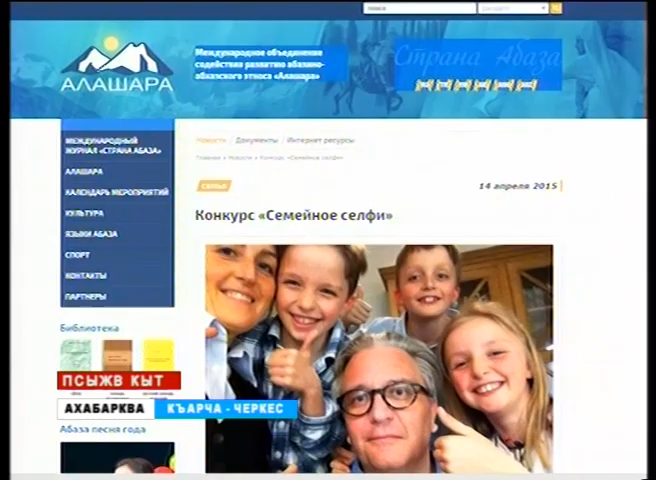 поиск
АЛАШАРА
Международное объединение
содействия развитию абазино-
абхазского этноса «Алашара»
Страна Абаза
МЕЖДУНАРОДНЫЙ
ЖУРНАЛ «СТРАНА АБАЗА»
АЛАШАРА
КАЛЕНДАРЬ МЕРОПРИЯТИЙ
КУЛЬТУРА
ЯЗЫКИ АБАЗА
СПОРТ
КОНТАКТЫ
ПАРТНЕРЫ
Новости / Документы / Интернет ресурсы
Главная » Новости » Конкурс «Семейное селфи»
14 апреля 2015
Конкурс «Семейное селфи»
Библиотека
ПСЫЖВ КЫТ
АХАБАРКВА
КЪАРЧА - ЧЕРКЕС
Абаза песня года